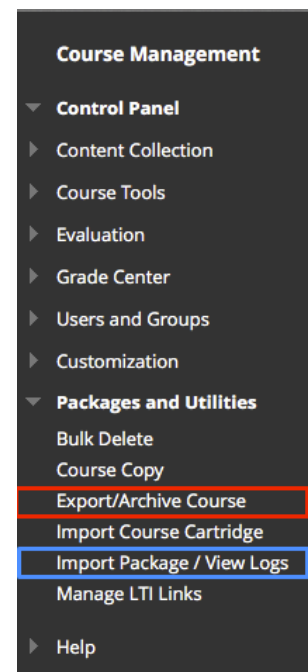 Course Management
Control Panel
Content Collection
Course Tools
Evaluation
Grade Center
Users and Groups
Customization
Packages and Utilities
Bulk Delete
Course Copy
Export/Archive Course
Import Course Cartridge
Import Package / View Logs
Manage LTI Links
Help